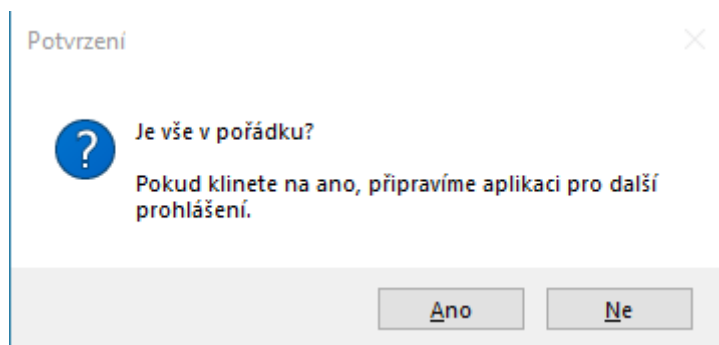 Potvrzení
Je vše v pořádku?
Pokud klinete na ano, připravíme aplikaci pro další
prohlášení.
Ano
Ne